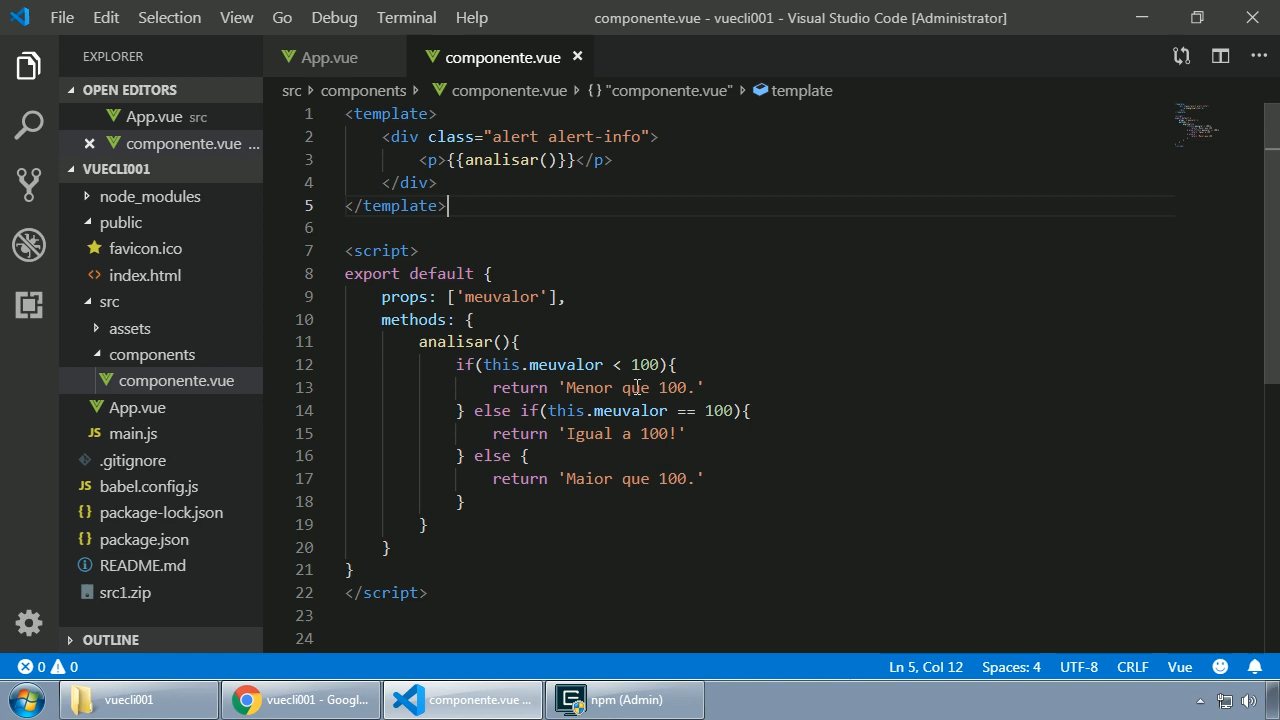 File Edit Selection View Go Debug Terminal Help componente.vue - vuecli001 - Visual Studio Code [Administrator]
EXPLORER
App.vue componente.vue
OPEN EDITORS
App.vue src
componente.vue ...
VUECLI001
node_modules
public
favicon.ico
index.html
src
assets
components
componente.vue
App.vue
main.js
.gitignore
babel.config.js
package-lock.json
package.json
README.md
src1.zip
OUTLINE
src components componente.vue {} "componente.vue" template
1 <template>
2 <div class="alert alert-info">
3 <p>{{analisar()}}</p>
4 </div>
5 </template>
6
7 <script>
8 export default {
9 props: ['meuvalor'],
10 methods: {
11 analisar(){
12 if(this.meuvalor < 100){
13 return 'Menor que 100.'
14 } else if(this.meuvalor == 100){
15 return 'Igual a 100!'
16 } else {
17 return 'Maior que 100.'
18 }
19 }
20 }
21 }
22 </script>
23
24
0 0 Ln 5, Col 12 Spaces: 4 UTF-8 CRLF Vue
vuecli001 vuecli001 - Googl... componente.vue ... npm (Admin)